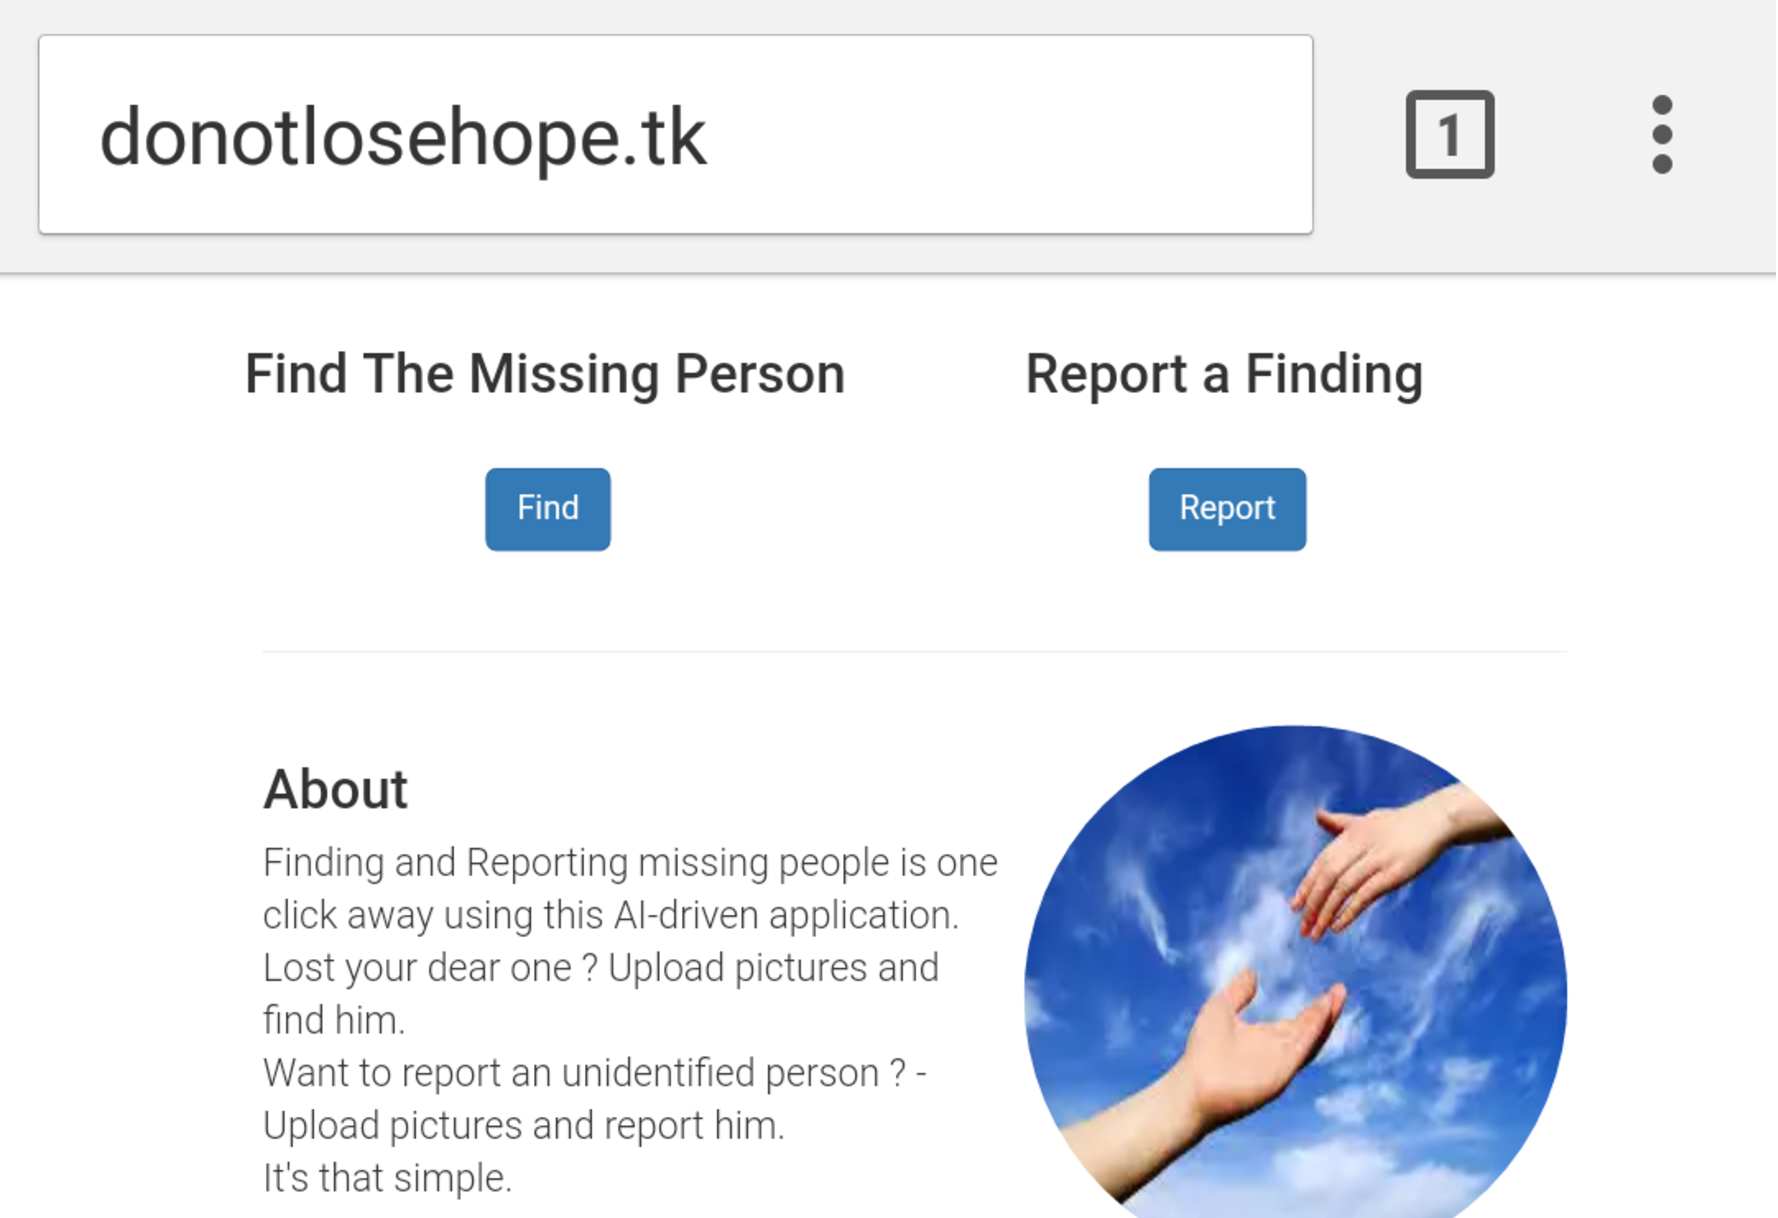 donotlosehope.tk
1
Find The Missing Person
Report a Finding
Find
Report
About
Finding and Reporting missing people is one
click away using this AI-driven application.
Lost your dear one ? Upload pictures and
find him.
Want to report an unidentified person ? -
Upload pictures and report him.
It's that simple.